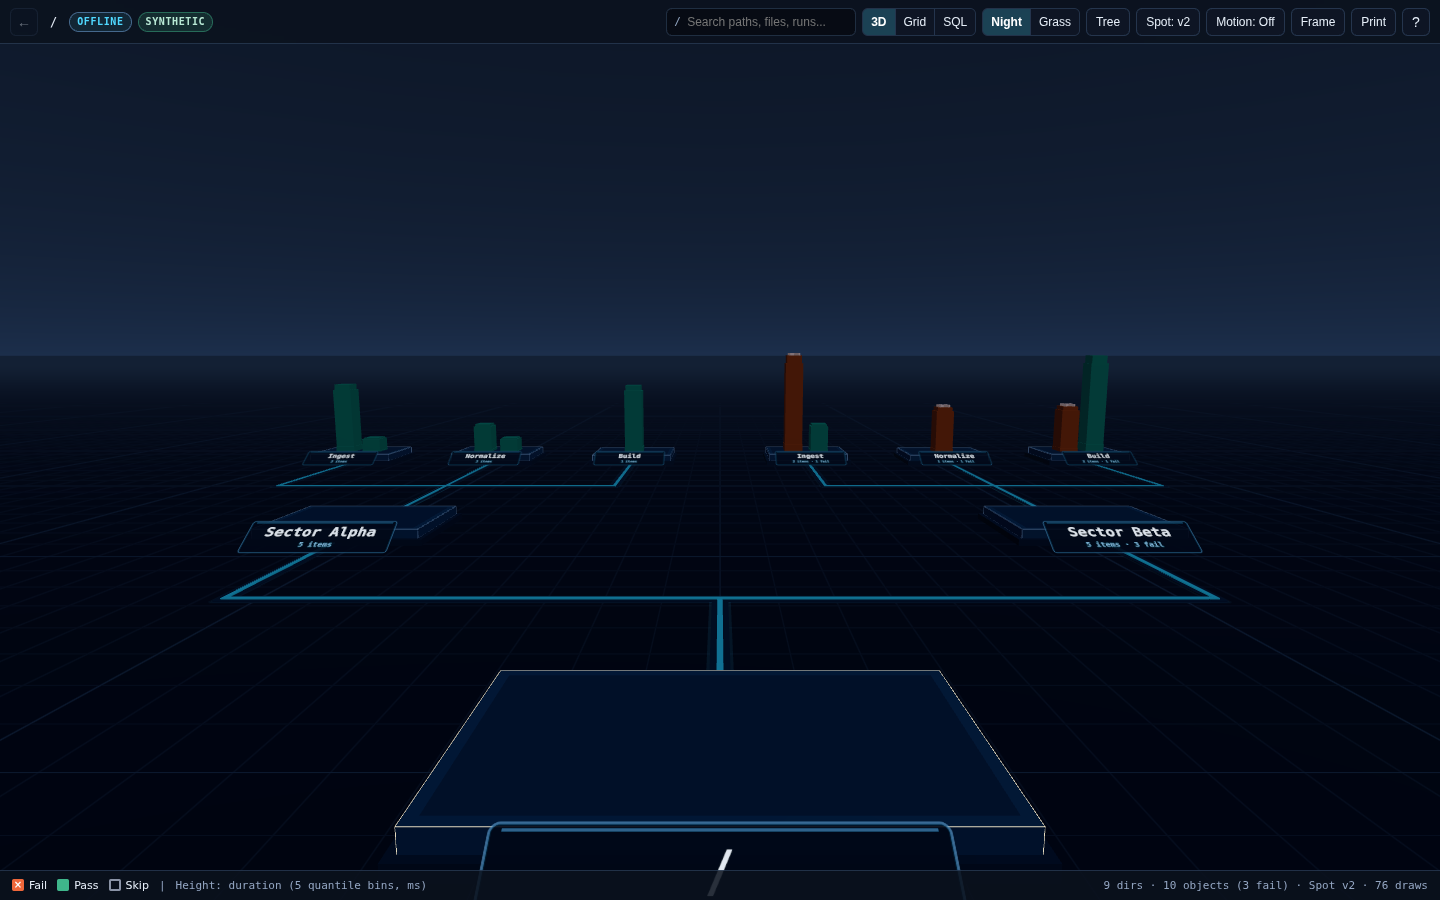 ← / OFFLINE SYNTHETIC / Search paths, files, runs... 3D Grid SQL Night Grass Tree Spot: v2 Motion: Off Frame Print ?
Ingest
Normalize
Build
Ingest
Normalize
Build
Sector Alpha
5 items
Sector Beta
5 items · 3 fail
/
Fail Pass Skip | Height: duration (5 quantile bins, ms)
9 dirs · 10 objects (3 fail) · Spot v2 · 76 draws